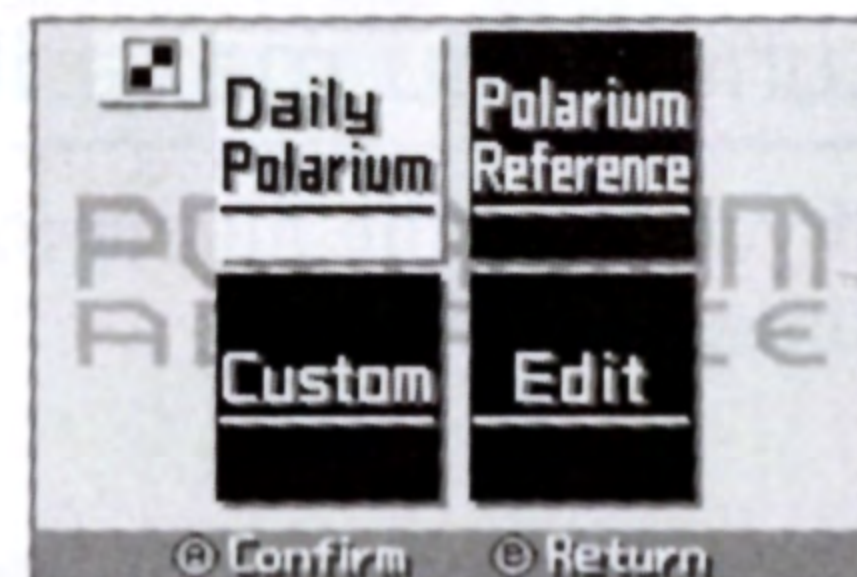 Daily
Polarium
Polarium
Reference
Custom
Edit
Ⓐ Confirm Ⓑ Return